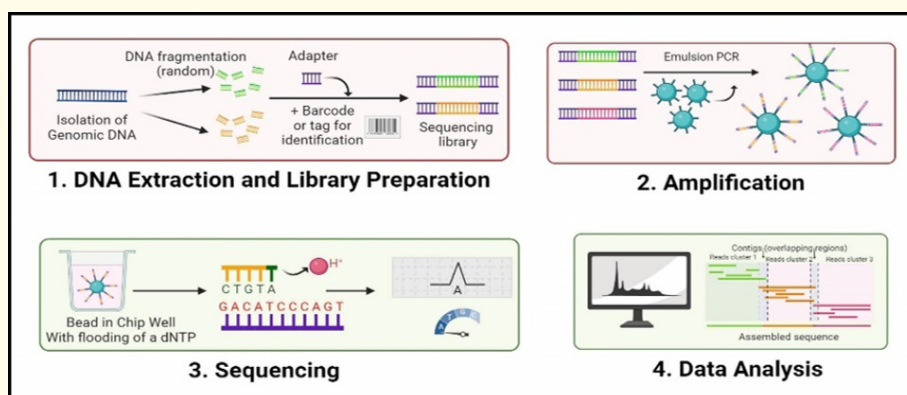 DNA fragmentation
(random)
Adapter
Isolation of
Genomic DNA
+ Barcode
or tag for
identification
Sequencing
library
1. DNA Extraction and Library Preparation
Emulsion PCR
2. Amplification
Bead in Chip Well
With flooding of a dNTP
H+
CTGTA
GACATCCCAGT
A
3. Sequencing
Contigs (overlapping
regions)
Reads cluster 1
Reads cluster 2
Reads cluster 3
Assembled sequence
4. Data Analysis